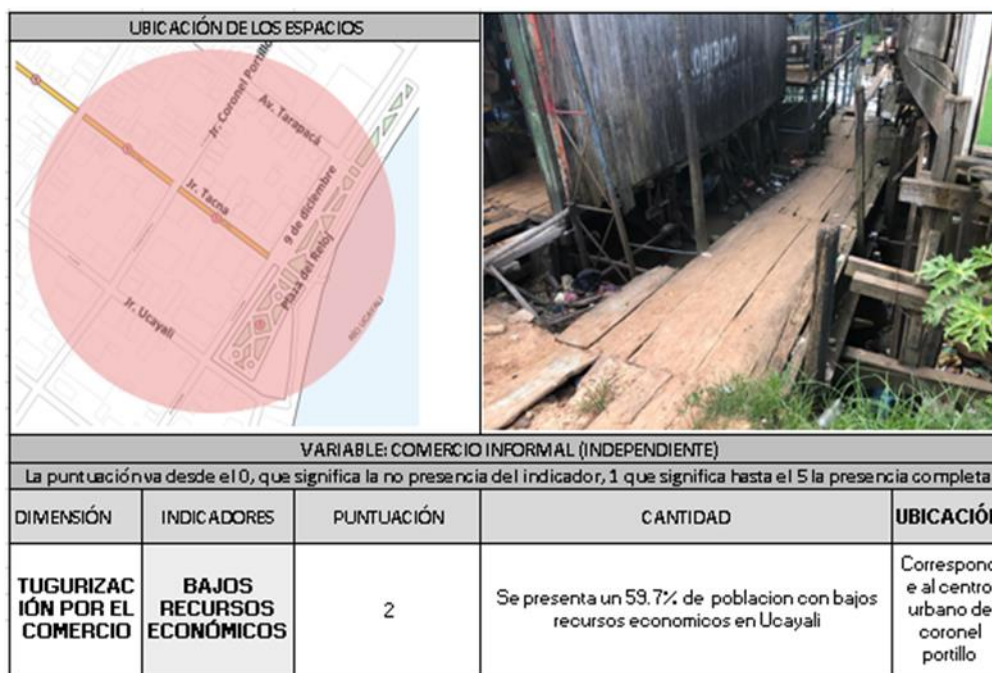 UBICACIÓN DE LOS ESPACIOS
Jr. Coronel Portillo
Av. Tarapacá
Jr. Tacna
9 de diciembre
Plaza del Reloj
Jr. Ucayali
RIO UCAYALI
VARIABLE: COMERCIO INFORMAL (INDEPENDIENTE)
La puntuación va desde el 0, que significa la no presencia del indicador, 1 que significa hasta el 5 la presencia completa
DIMENSIÓN
INDICADORES
PUNTUACIÓN
CANTIDAD
UBICACIÓN
TUGURIZAC
IÓN POR EL
COMERCIO
BAJOS
RECURSOS
ECONÓMICOS
2
Se presenta un 59.7% de poblacion con bajos
recursos economicos en Ucayali
Correspond
e al centro
urbano de
coronel
portillo